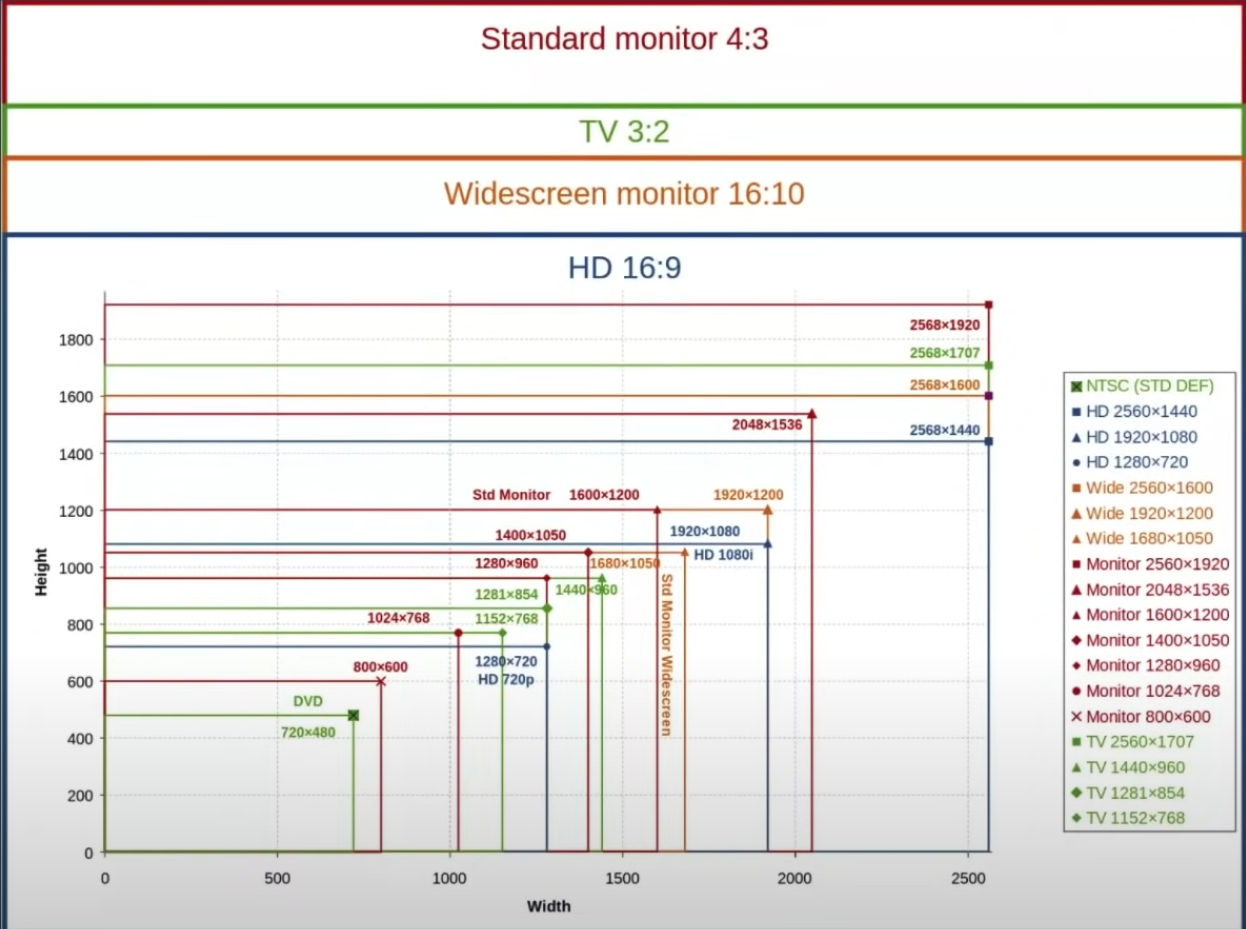 Standard monitor 4:3
TV 3:2
Widescreen monitor 16:10
HD 16:9
2568×1920
2568×1707
2568×1600
2048×1536
2568×1440
Std Monitor 1600×1200 1920×1200
1400×1050 1920×1080
HD 1080i
1280×960 1680×1050
1281×854 1440×960
1024×768 1152×768
1280×720
HD 720p
800×600
DVD
720×480
Std Monitor Widescreen
1800
1600
1400
1200
1000
800
600
400
200
0
Height
0 500 1000 1500 2000 2500
Width
NTSC (STD DEF)
HD 2560×1440
HD 1920×1080
HD 1280×720
Wide 2560×1600
Wide 1920×1200
Wide 1680×1050
Monitor 2560×1920
Monitor 2048×1536
Monitor 1600×1200
Monitor 1400×1050
Monitor 1280×960
Monitor 1024×768
Monitor 800×600
TV 2560×1707
TV 1440×960
TV 1281×854
TV 1152×768